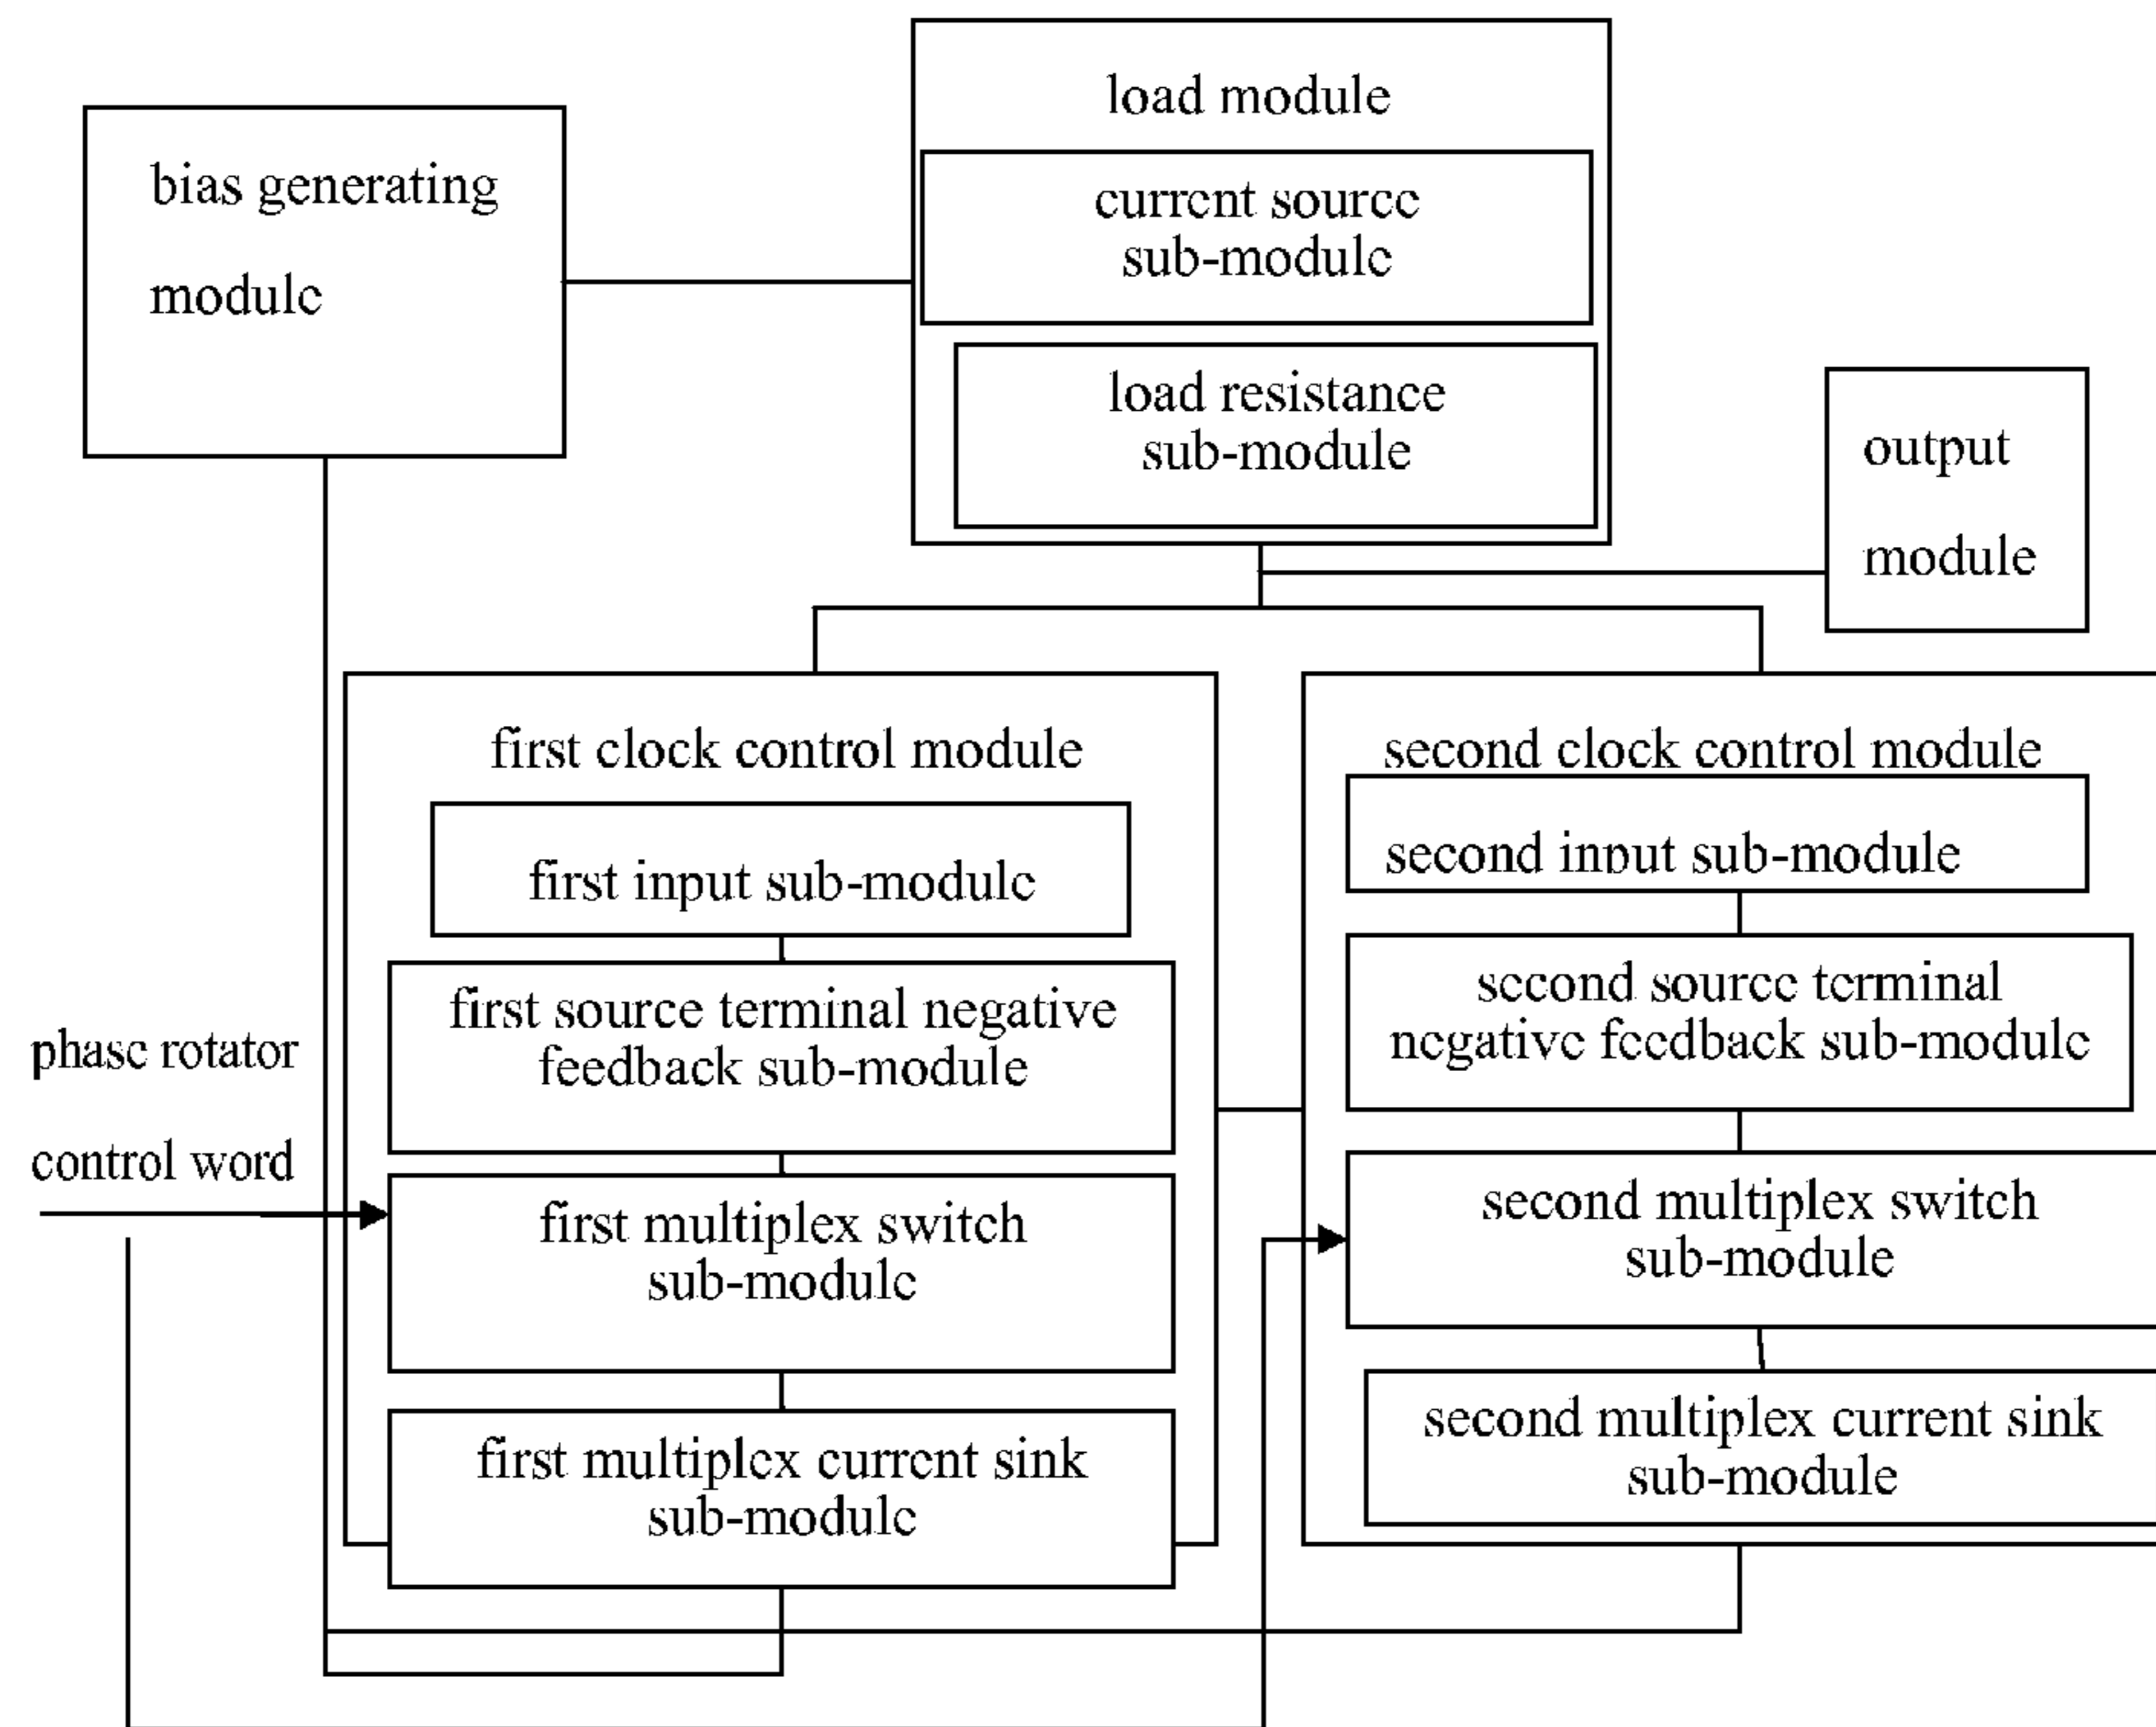 load module
bias generating
module
current source
sub-module
load resistance
sub-module
output
module
first clock control module
first input sub-module
first source terminal negative
feedback sub-module
first multiplex switch
sub-module
first multiplex current sink
sub-module
second clock control module
second input sub-module
second source terminal
negative feedback sub-module
second multiplex switch
sub-module
second multiplex current sink
sub-module
phase rotator
control word